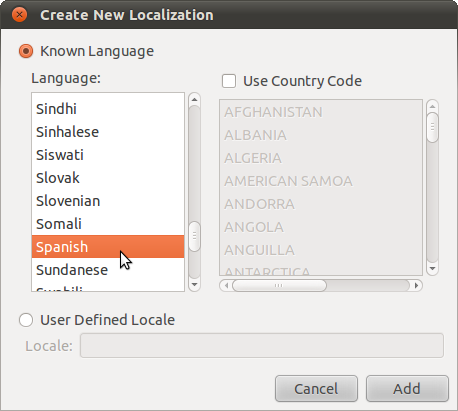 Create New Localization
Known Language
Language:
Use Country Code
Sindhi
Sinhalese
Siswati
Slovak
Slovenian
Somali
Spanish
Sundanese
Swahili
AFGHANISTAN
ALBANIA
ALGERIA
AMERICAN SAMOA
ANDORRA
ANGOLA
ANGUILLA
ANTARCTICA
User Defined Locale
Locale:
Cancel
Add